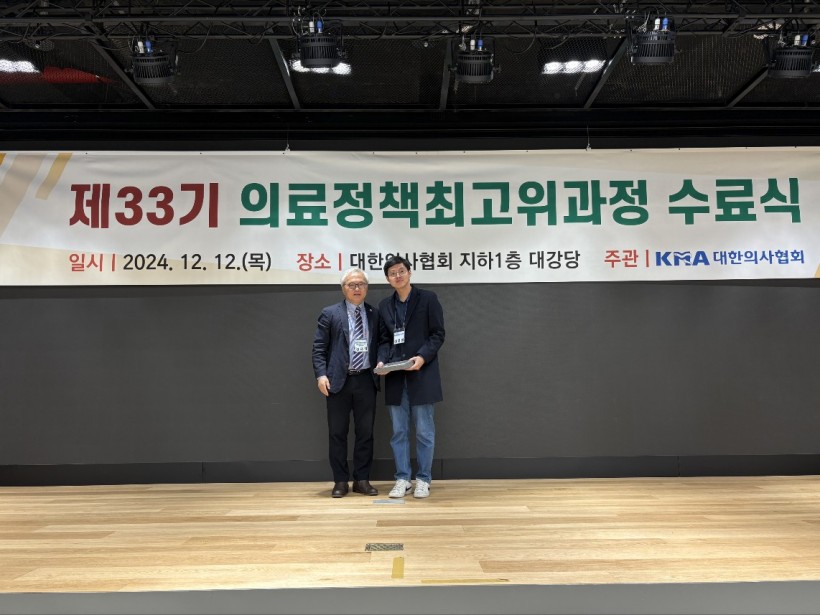 제33기 의료정책최고위과정 수료식
일시 | 2024. 12. 12.(목) 장소 | 대한의사협회 지하1층 대강당 주관 | KMA 대한의사협회